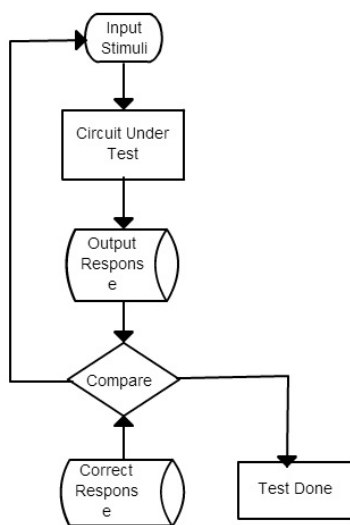 Input
Stimuli
Circuit Under
Test
Output
Respons
e
Compare
Correct
Respons
e
Test Done